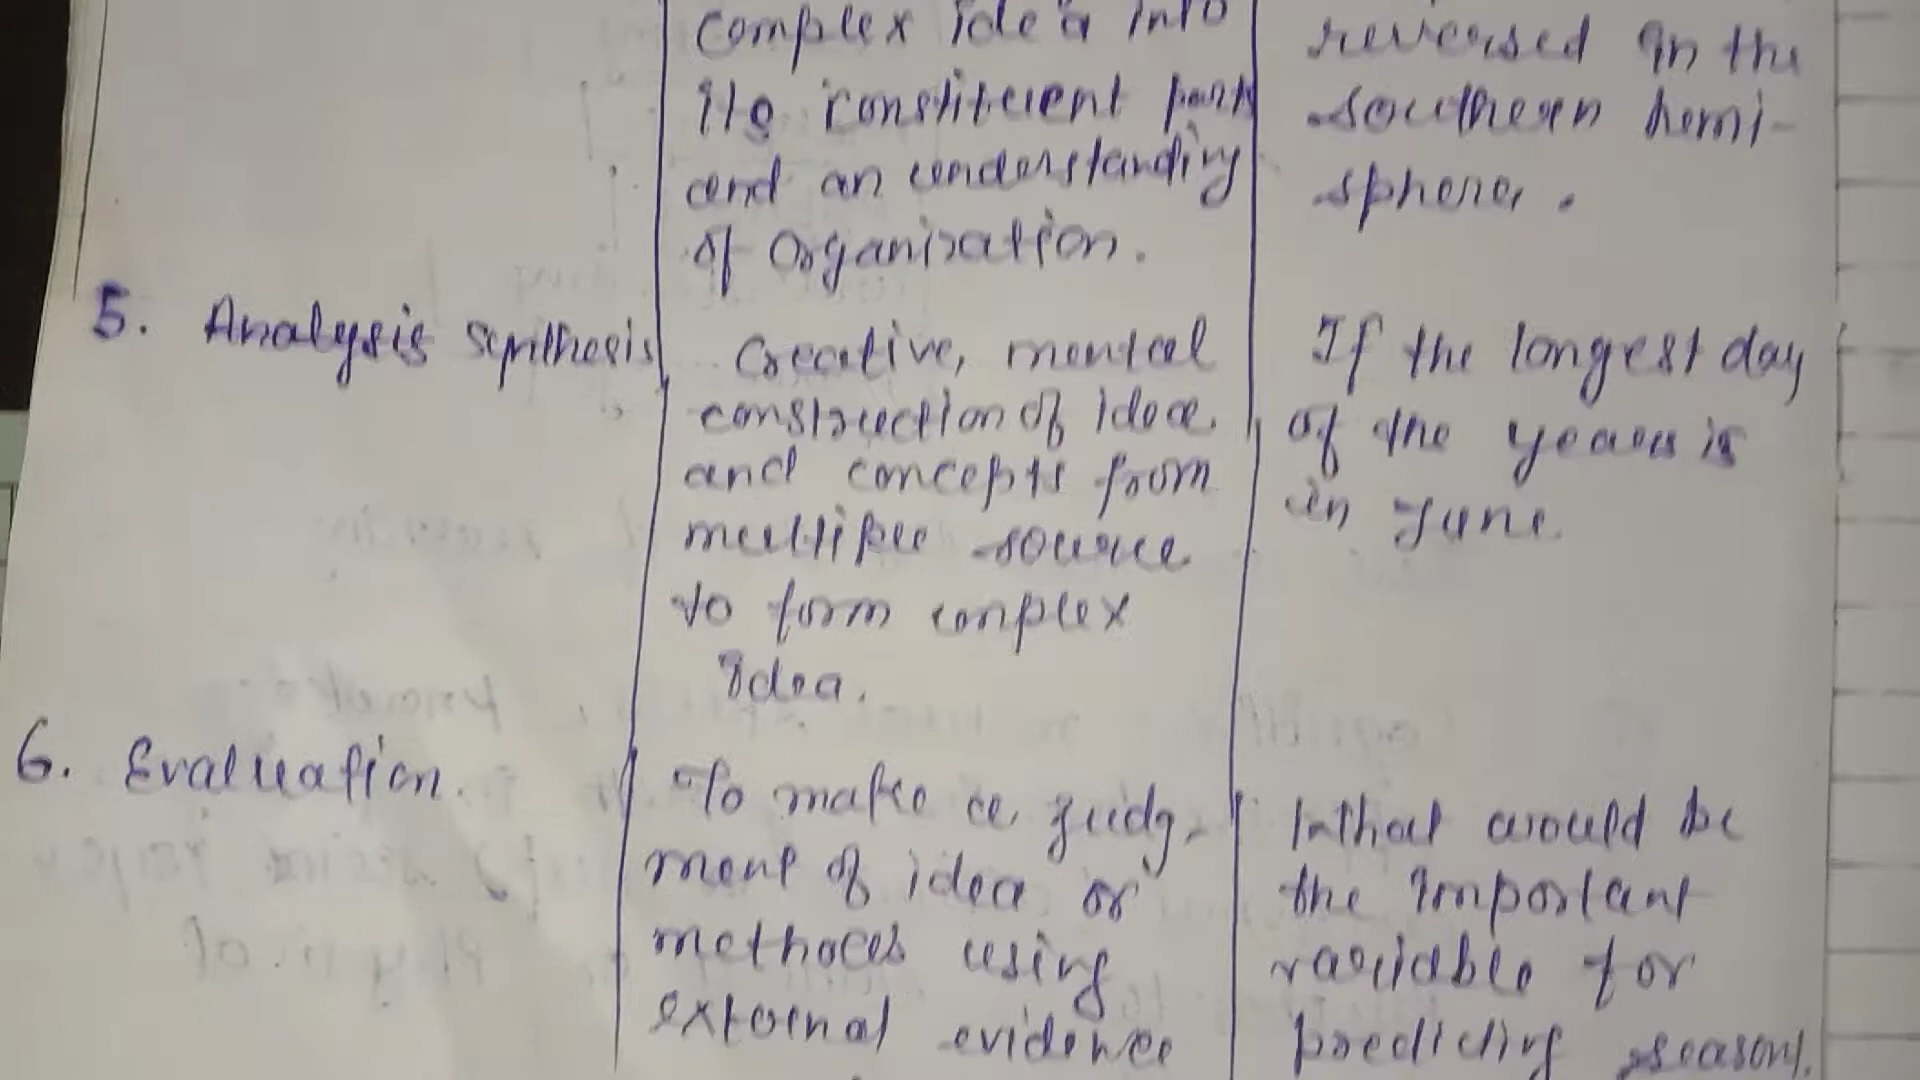 complex idea into
its constituent parts
and an understanding
of organisation.
reversed in the
southern hemi-
sphere.
5. Analysis synthesis
Creative, mental
construction of idea
and concepts from
multiple source
to form complex
idea.
If the longest day
of the years is
in June
6. Evaluation.
To make a judg-
ment of idea or
methods using
external evidence
What would be
the important
variable for
predicting season.